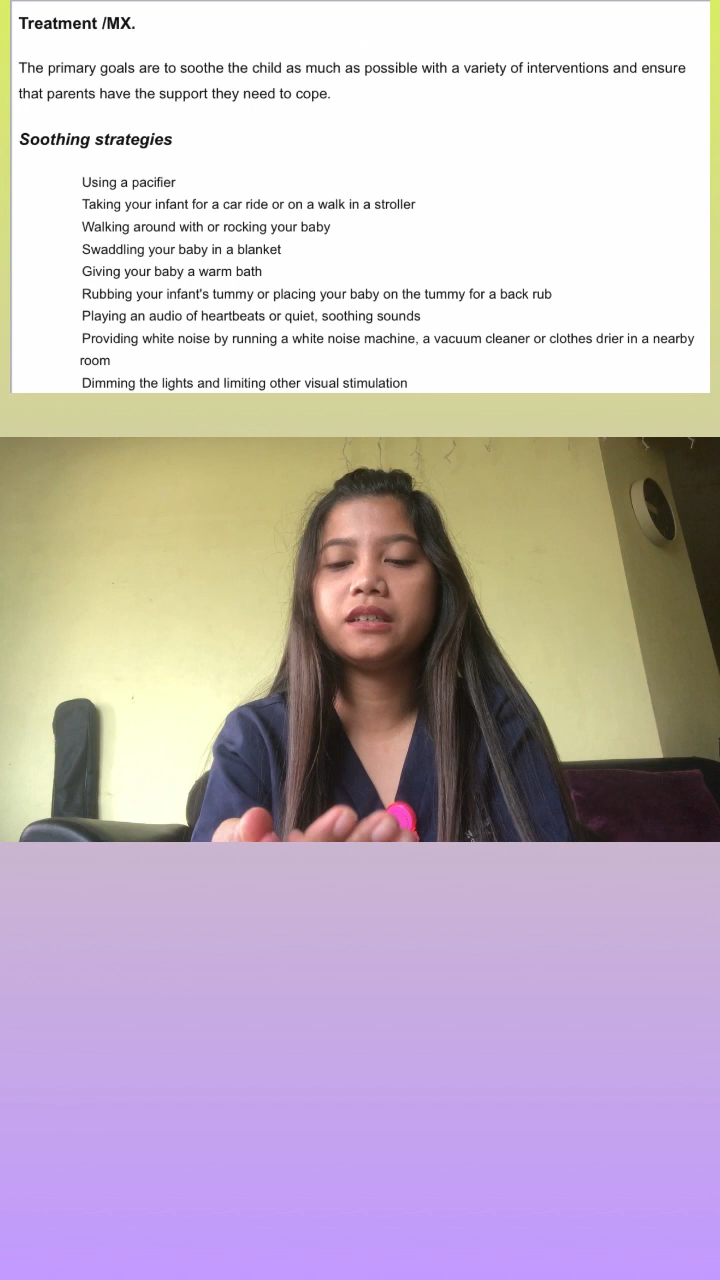 Treatment /MX.
The primary goals are to soothe the child as much as possible with a variety of interventions and ensure
that parents have the support they need to cope.
Soothing strategies
Using a pacifier
Taking your infant for a car ride or on a walk in a stroller
Walking around with or rocking your baby
Swaddling your baby in a blanket
Giving your baby a warm bath
Rubbing your infant's tummy or placing your baby on the tummy for a back rub
Playing an audio of heartbeats or quiet, soothing sounds
Providing white noise by running a white noise machine, a vacuum cleaner or clothes drier in a nearby
room
Dimming the lights and limiting other visual stimulation